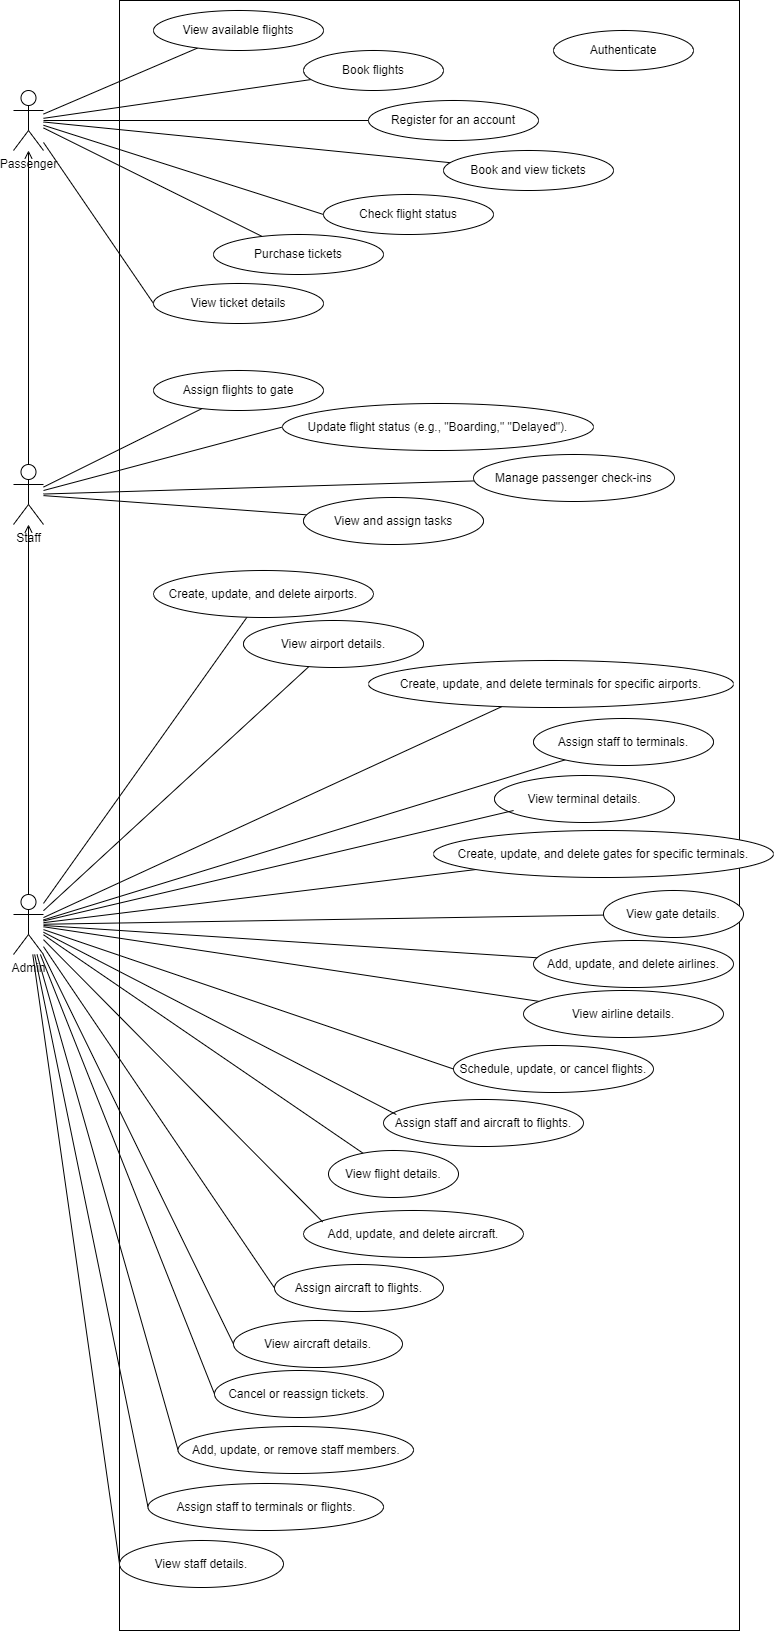 View available flights
Authenticate
Book flights
Register for an account
Passenger
Book and view tickets
Check flight status
Purchase tickets
View ticket details
Assign flights to gate
Update flight status (e.g., "Boarding," "Delayed").
Manage passenger check-ins
View and assign tasks
Staff
Create, update, and delete airports.
View airport details.
Create, update, and delete terminals for specific airports.
Assign staff to terminals.
View terminal details.
Create, update, and delete gates for specific terminals.
View gate details.
Admin
Add, update, and delete airlines.
View airline details.
Schedule, update, or cancel flights.
Assign staff and aircraft to flights.
View flight details.
Add, update, and delete aircraft.
Assign aircraft to flights.
View aircraft details.
Cancel or reassign tickets.
Add, update, or remove staff members.
Assign staff to terminals or flights.
View staff details.